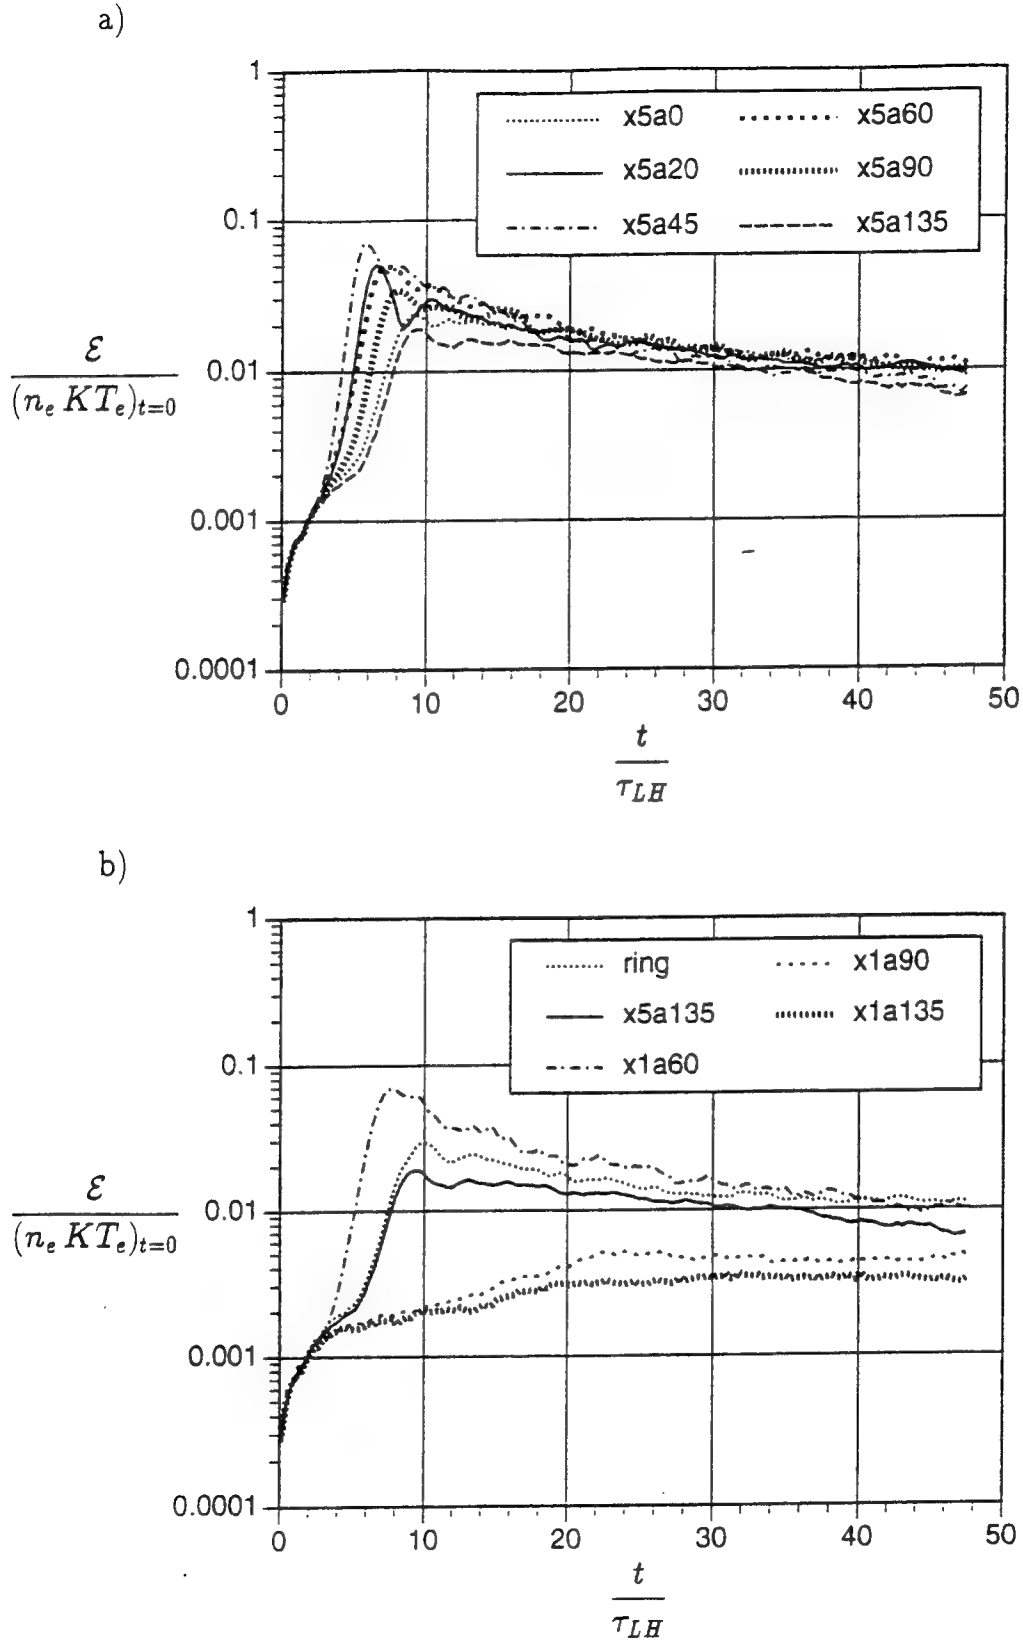 a)
1
0.1
0.01
0.001
0.0001
ℰ
(nₑ KTₑ)ₜ₌₀
x5a0 x5a60
x5a20 x5a90
x5a45 x5a135
0 10 20 30 40 50
t
τ_LH
b)
1
0.1
0.01
0.001
0.0001
ℰ
(nₑ KTₑ)ₜ₌₀
ring x1a90
x5a135 x1a135
x1a60
0 10 20 30 40 50
t
τ_LH